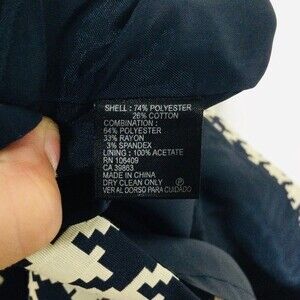 SHELL : 74% POLYESTER
26% COTTON
COMBINATION :
64% POLYESTER
33% RAYON
3% SPANDEX
LINING : 100% ACETATE
RN 106409
CA 39863
MADE IN CHINA
DRY CLEAN ONLY Ⓟ
VER AL DORSO PARA CUIDADO